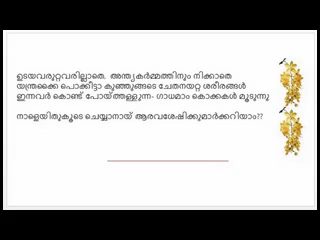 ഉടയവരുറ്റവരില്ലാതെ. അന്ത്യകർമ്മത്തിനും നിക്കാതെ
യന്ത്രക്കൈ പൊക്കീട്ടാ കുഞ്ഞുങ്ങടെ ചേതനയറ്റ ശരീരങ്ങൾ
ഇന്നവർ കൊണ്ട് പോയ്ത്തള്ളുന്ന- ഗാധമാം കൊക്കകൾ മൂടുന്നു
നാളെയിതുകൂടെ ചെയ്യാനായ് ആരവശേഷിക്കുമാർക്കറിയാം??